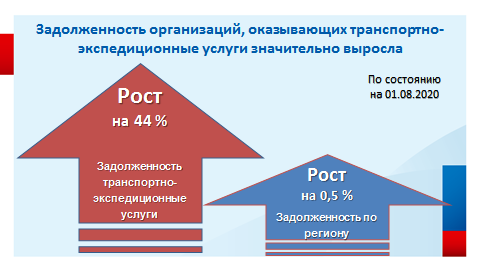 Задолженность организаций, оказывающих транспортно-
экспедиционные услуги значительно выросла
По состоянию
на 01.08.2020
Рост
на 44 %
Задолженность
транспортно-
экспедиционные
услуги
Рост
на 0,5 %
Задолженность по
региону